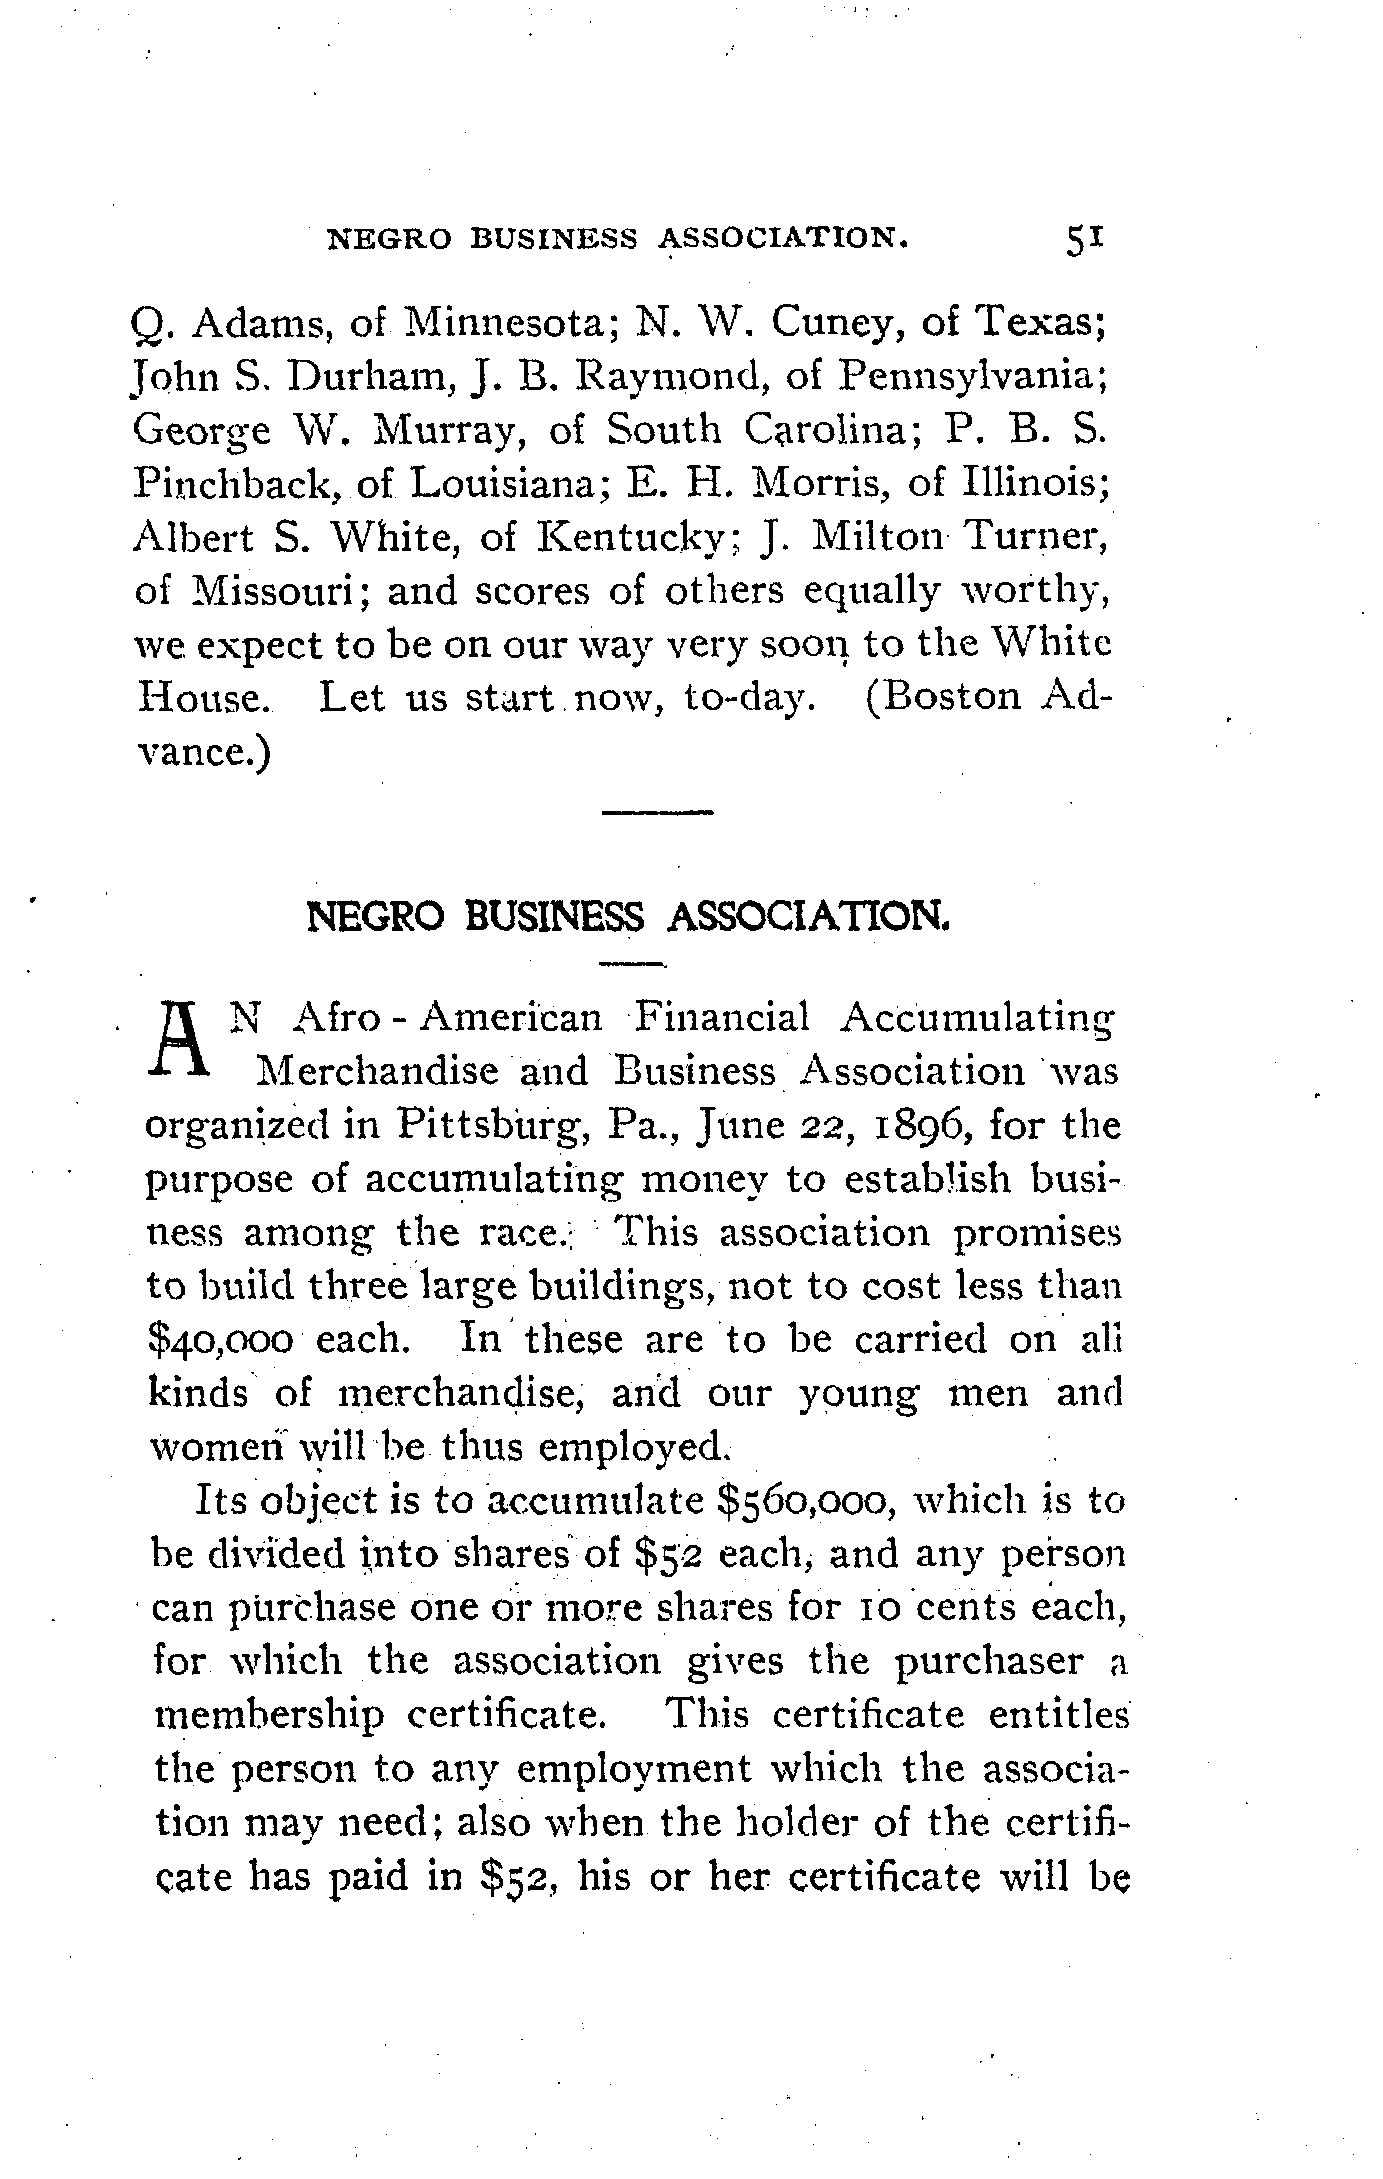 NEGRO BUSINESS ASSOCIATION. 51
Q. Adams, of Minnesota; N. W. Cuney, of Texas;
John S. Durham, J. B. Raymond, of Pennsylvania;
George W. Murray, of South Carolina; P. B. S.
Pinchback, of Louisiana; E. H. Morris, of Illinois;
Albert S. White, of Kentucky; J. Milton Turner,
of Missouri; and scores of others equally worthy,
we expect to be on our way very soon to the White
House. Let us start now, to-day. (Boston Ad-
vance.)
NEGRO BUSINESS ASSOCIATION.
AN Afro-American Financial Accumulating
Merchandise and Business Association was
organized in Pittsburg, Pa., June 22, 1896, for the
purpose of accumulating money to establish busi-
ness among the race. This association promises
to build three large buildings, not to cost less than
$40,000 each. In these are to be carried on all
kinds of merchandise, and our young men and
women will be thus employed.
Its object is to accumulate $560,000, which is to
be divided into shares of $52 each, and any person
can purchase one or more shares for 10 cents each,
for which the association gives the purchaser a
membership certificate. This certificate entitles
the person to any employment which the associa-
tion may need; also when the holder of the certifi-
cate has paid in $52, his or her certificate will be